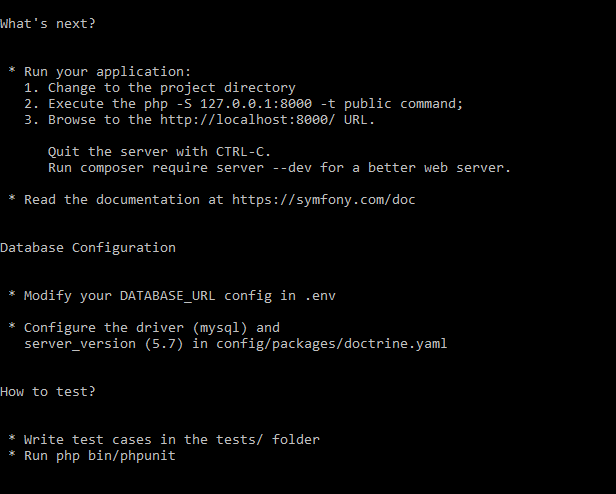 What's next?
* Run your application:
1. Change to the project directory
2. Execute the php -S 127.0.0.1:8000 -t public command;
3. Browse to the http://localhost:8000/ URL.
Quit the server with CTRL-C.
Run composer require server --dev for a better web server.
* Read the documentation at https://symfony.com/doc
Database Configuration
* Modify your DATABASE_URL config in .env
* Configure the driver (mysql) and
server_version (5.7) in config/packages/doctrine.yaml
How to test?
* Write test cases in the tests/ folder
* Run php bin/phpunit